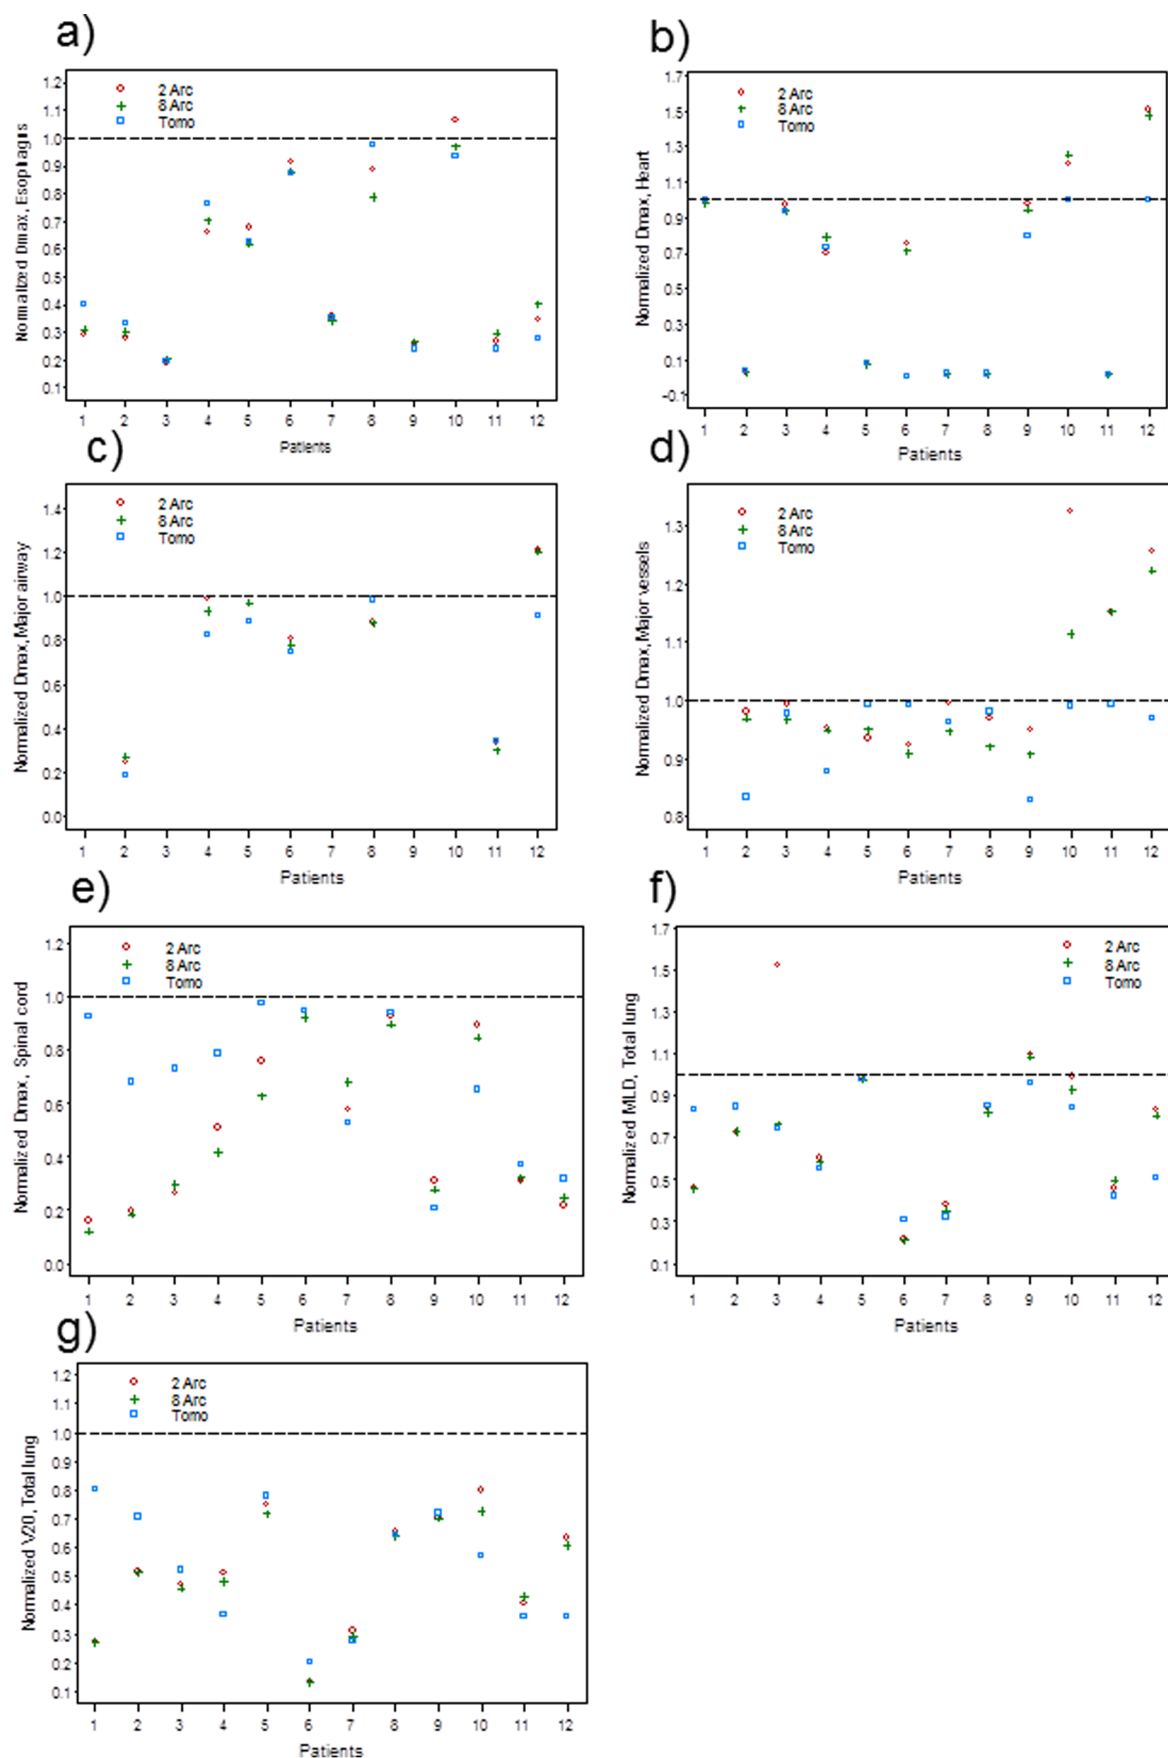 a)
Normalized Dmax, Esophagus
1.2
1.1
1.0
0.9
0.8
0.7
0.6
0.5
0.4
0.3
0.2
0.1
2 Arc
8 Arc
Tomo
1 2 3 4 5 6 7 8 9 10 11 12
Patients
b)
Normalized Dmax, Heart
1.7
1.5
1.3
1.1
0.9
0.7
0.5
0.3
0.1
-0.1
2 Arc
8 Arc
Tomo
1 2 3 4 5 6 7 8 9 10 11 12
Patients
c)
Normalized Dmax, Major airway
1.4
1.2
1.0
0.8
0.6
0.4
0.2
0.0
2 Arc
8 Arc
Tomo
1 2 3 4 5 6 7 8 9 10 11 12
Patients
d)
Normalized Dmax, Major vessels
1.3
1.2
1.1
1.0
0.9
0.8
2 Arc
8 Arc
Tomo
1 2 3 4 5 6 7 8 9 10 11 12
Patients
e)
Normalized Dmax, Spinal cord
1.2
1.0
0.8
0.6
0.4
0.2
0.0
2 Arc
8 Arc
Tomo
1 2 3 4 5 6 7 8 9 10 11 12
Patients
f)
Normalized MLD, Total lung
1.7
1.5
1.3
1.1
0.9
0.7
0.5
0.3
0.1
2 Arc
8 Arc
Tomo
1 2 3 4 5 6 7 8 9 10 11 12
Patients
g)
Normalized V20, Total lung
1.2
1.1
1.0
0.9
0.8
0.7
0.6
0.5
0.4
0.3
0.2
0.1
2 Arc
8 Arc
Tomo
1 2 3 4 5 6 7 8 9 10 11 12
Patients